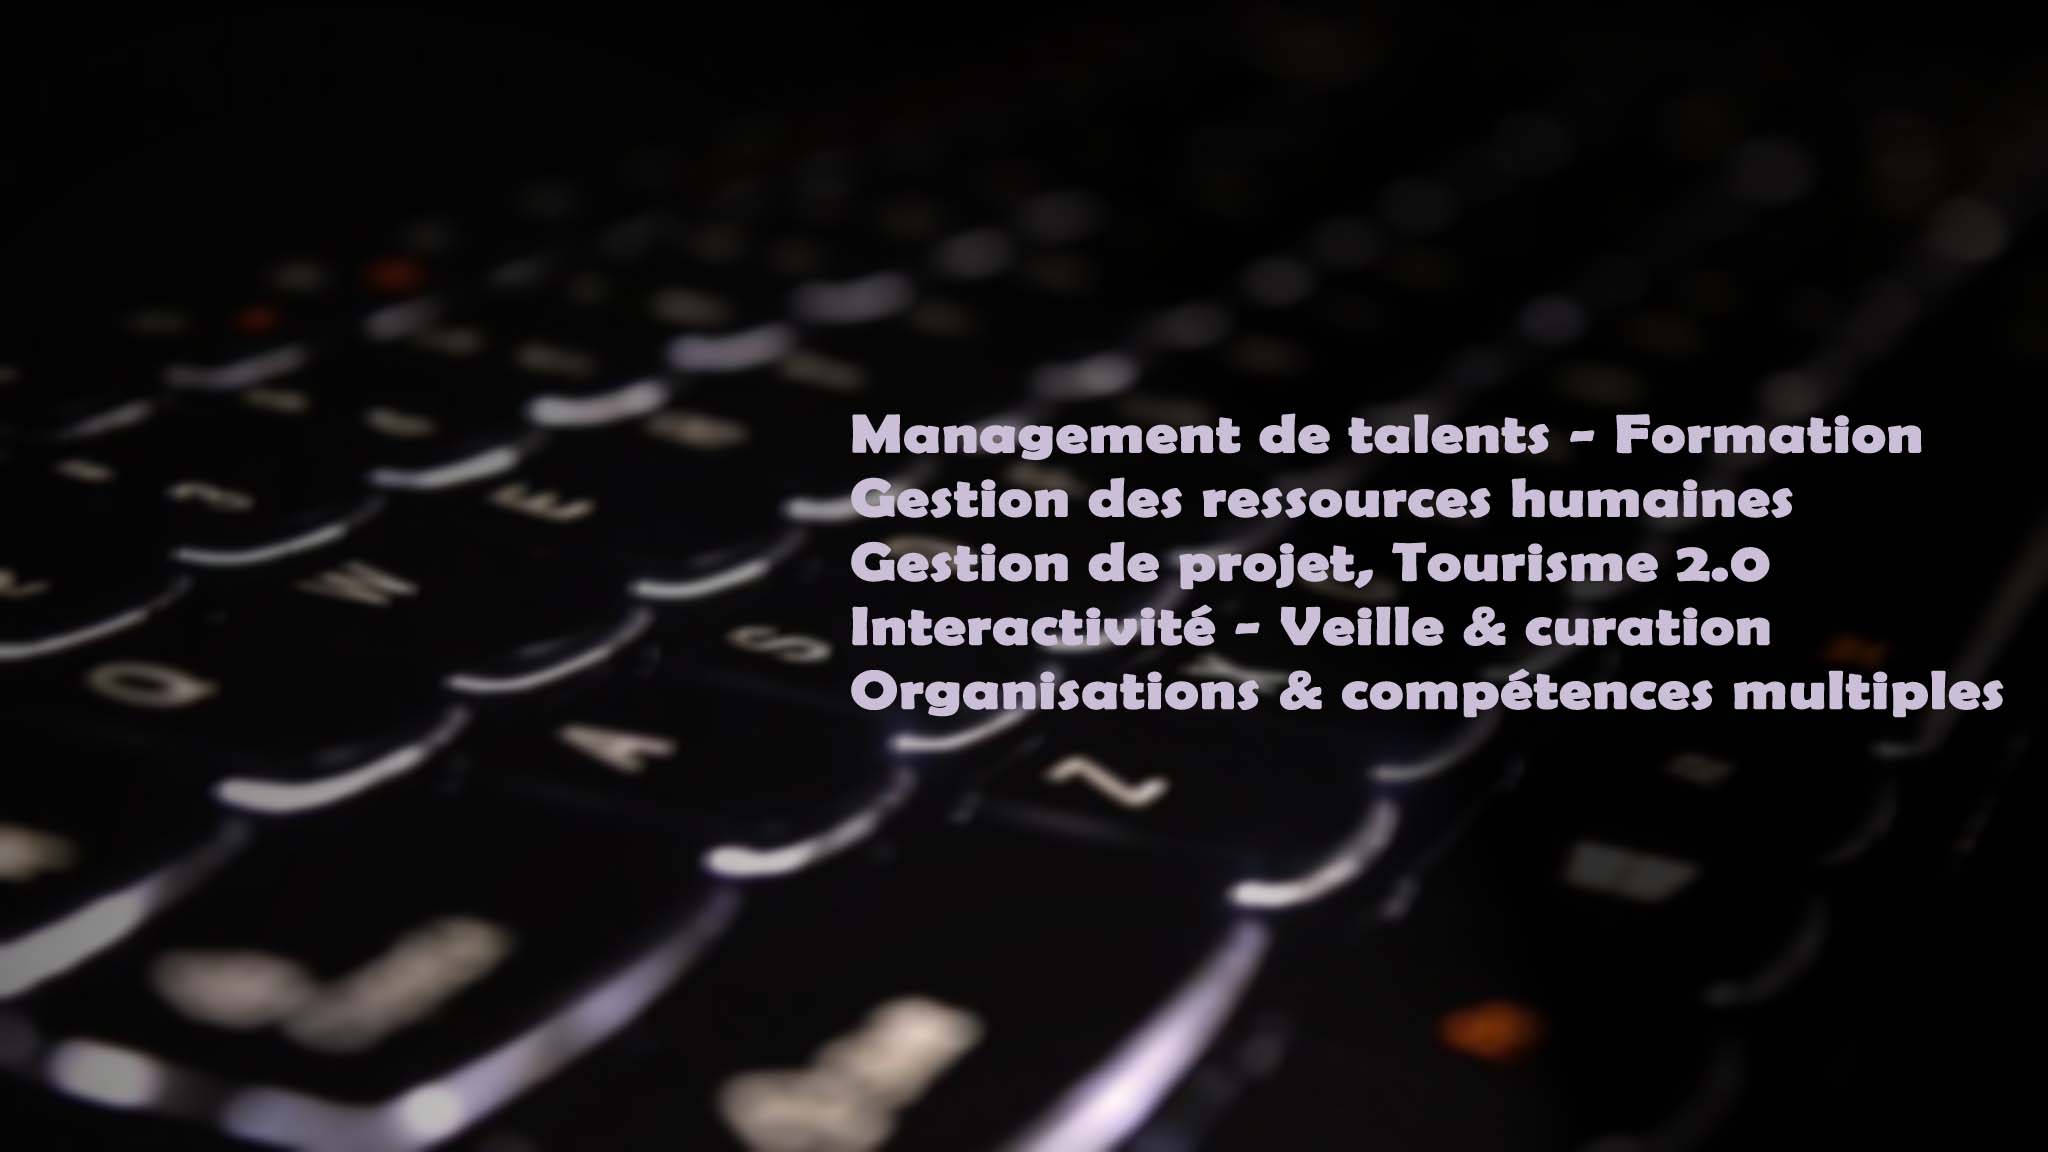 Management de talents - Formation
Gestion des ressources humaines
Gestion de projet, Tourisme 2.0
Interactivité - Veille & curation
Organisations & compétences multiples
E
W
Q
S
A
Z